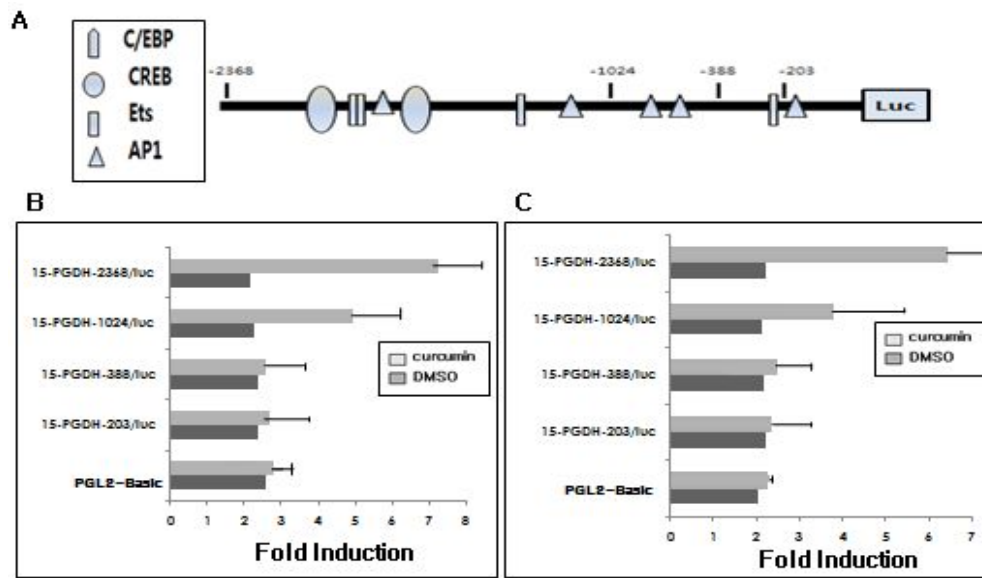 A
C/EBP
CREB
Ets
AP1
-2368
-1024
-388
-203
Luc
B
15-PGDH-2368/luc
15-PGDH-1024/luc
15-PGDH-388/luc
15-PGDH-203/luc
PGL2-Basic
curcumin
DMSO
0 1 2 3 4 5 6 7 8
Fold Induction
C
15-PGDH-2368/luc
15-PGDH-1024/luc
15-PGDH-388/luc
15-PGDH-203/luc
PGL2-Basic
curcumin
DMSO
0 1 2 3 4 5 6 7
Fold Induction